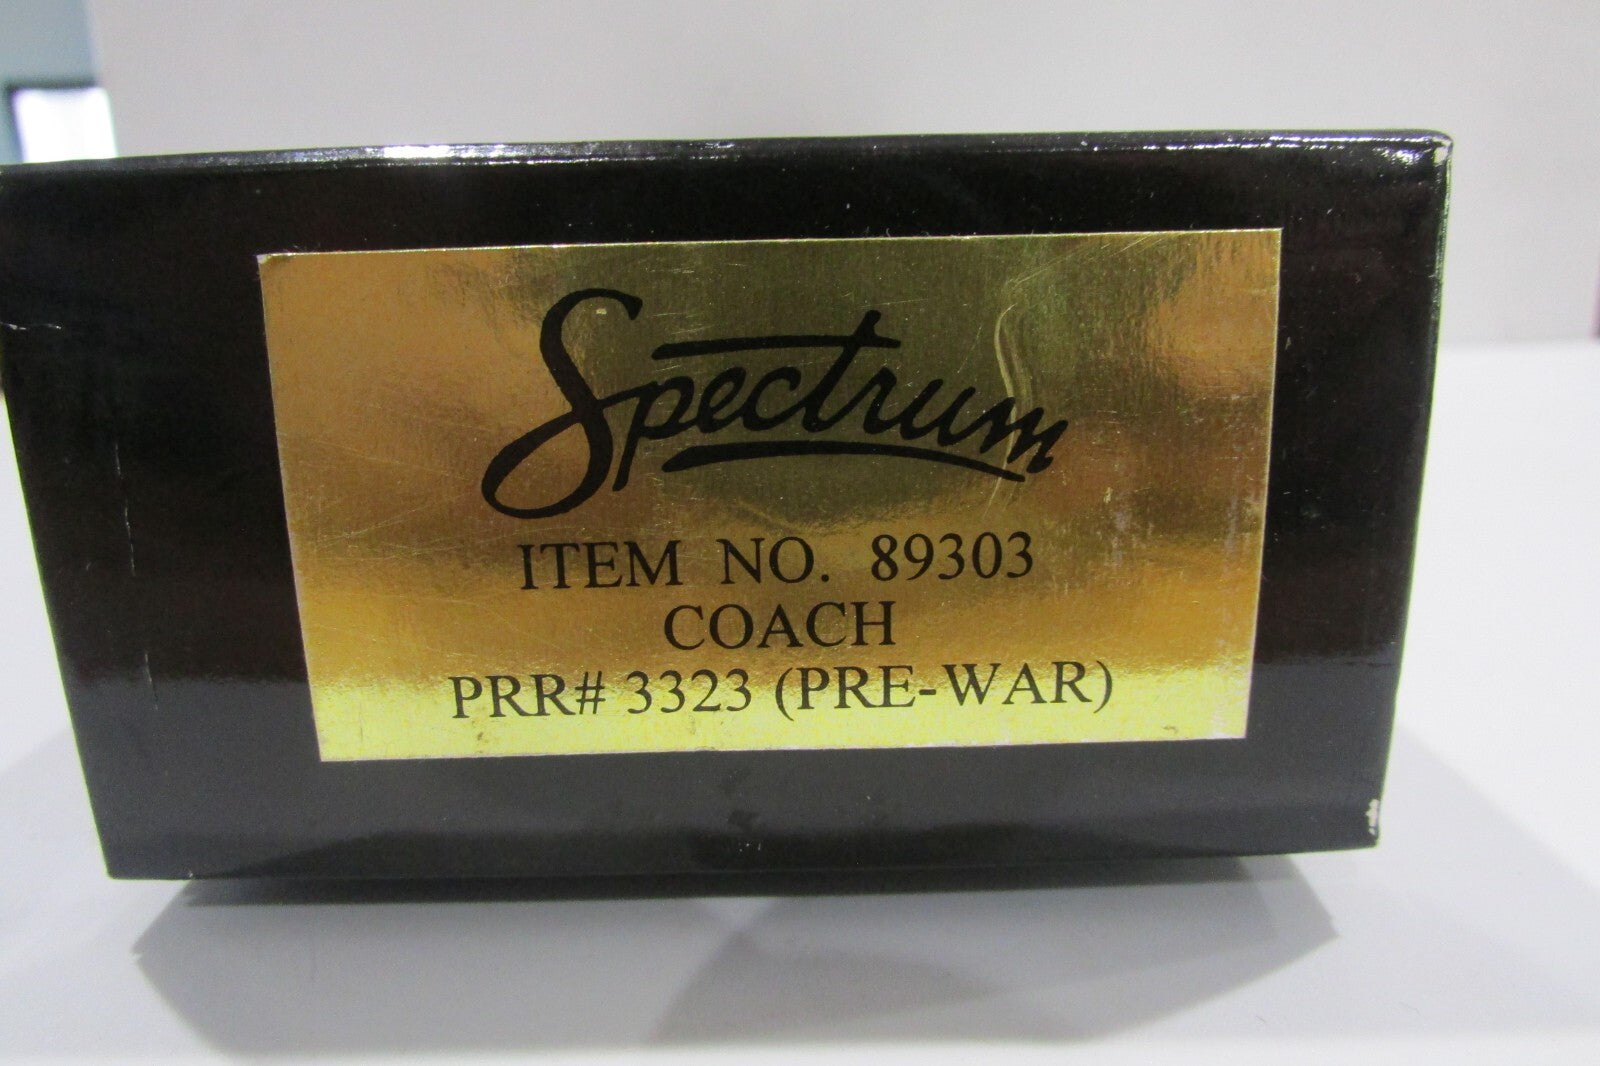 Spectrum
ITEM NO. 89303
COACH
PRR# 3323 (PRE-WAR)